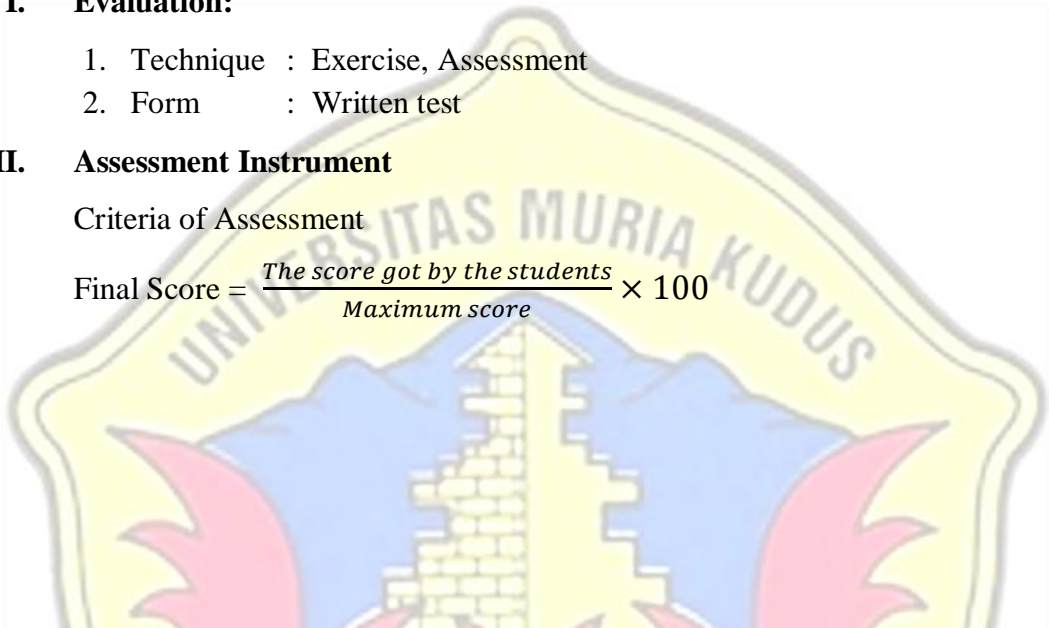 I. Evaluation:
1. Technique : Exercise, Assessment
2. Form : Written test
II. Assessment Instrument
Criteria of Assessment
UNIVERSITAS MURIA KUDUS
Final Score = The score got by the students / Maximum score × 100